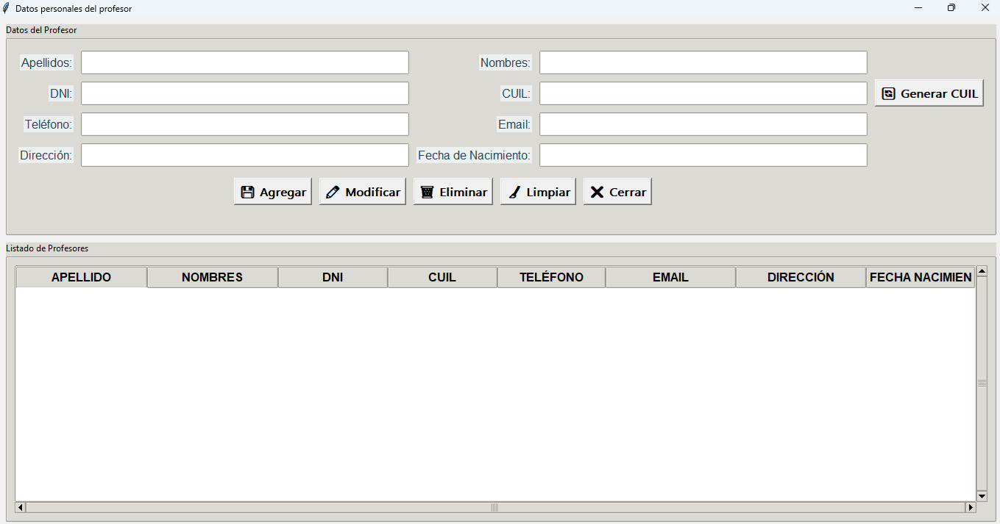 Datos personales del profesor
Datos del Profesor
Apellidos:
Nombres:
DNI:
CUIL:
Generar CUIL
Teléfono:
Email:
Dirección:
Fecha de Nacimiento:
Agregar Modificar Eliminar Limpiar Cerrar
Listado de Profesores
APELLIDO NOMBRES DNI CUIL TELÉFONO EMAIL DIRECCIÓN FECHA NACIMIEN